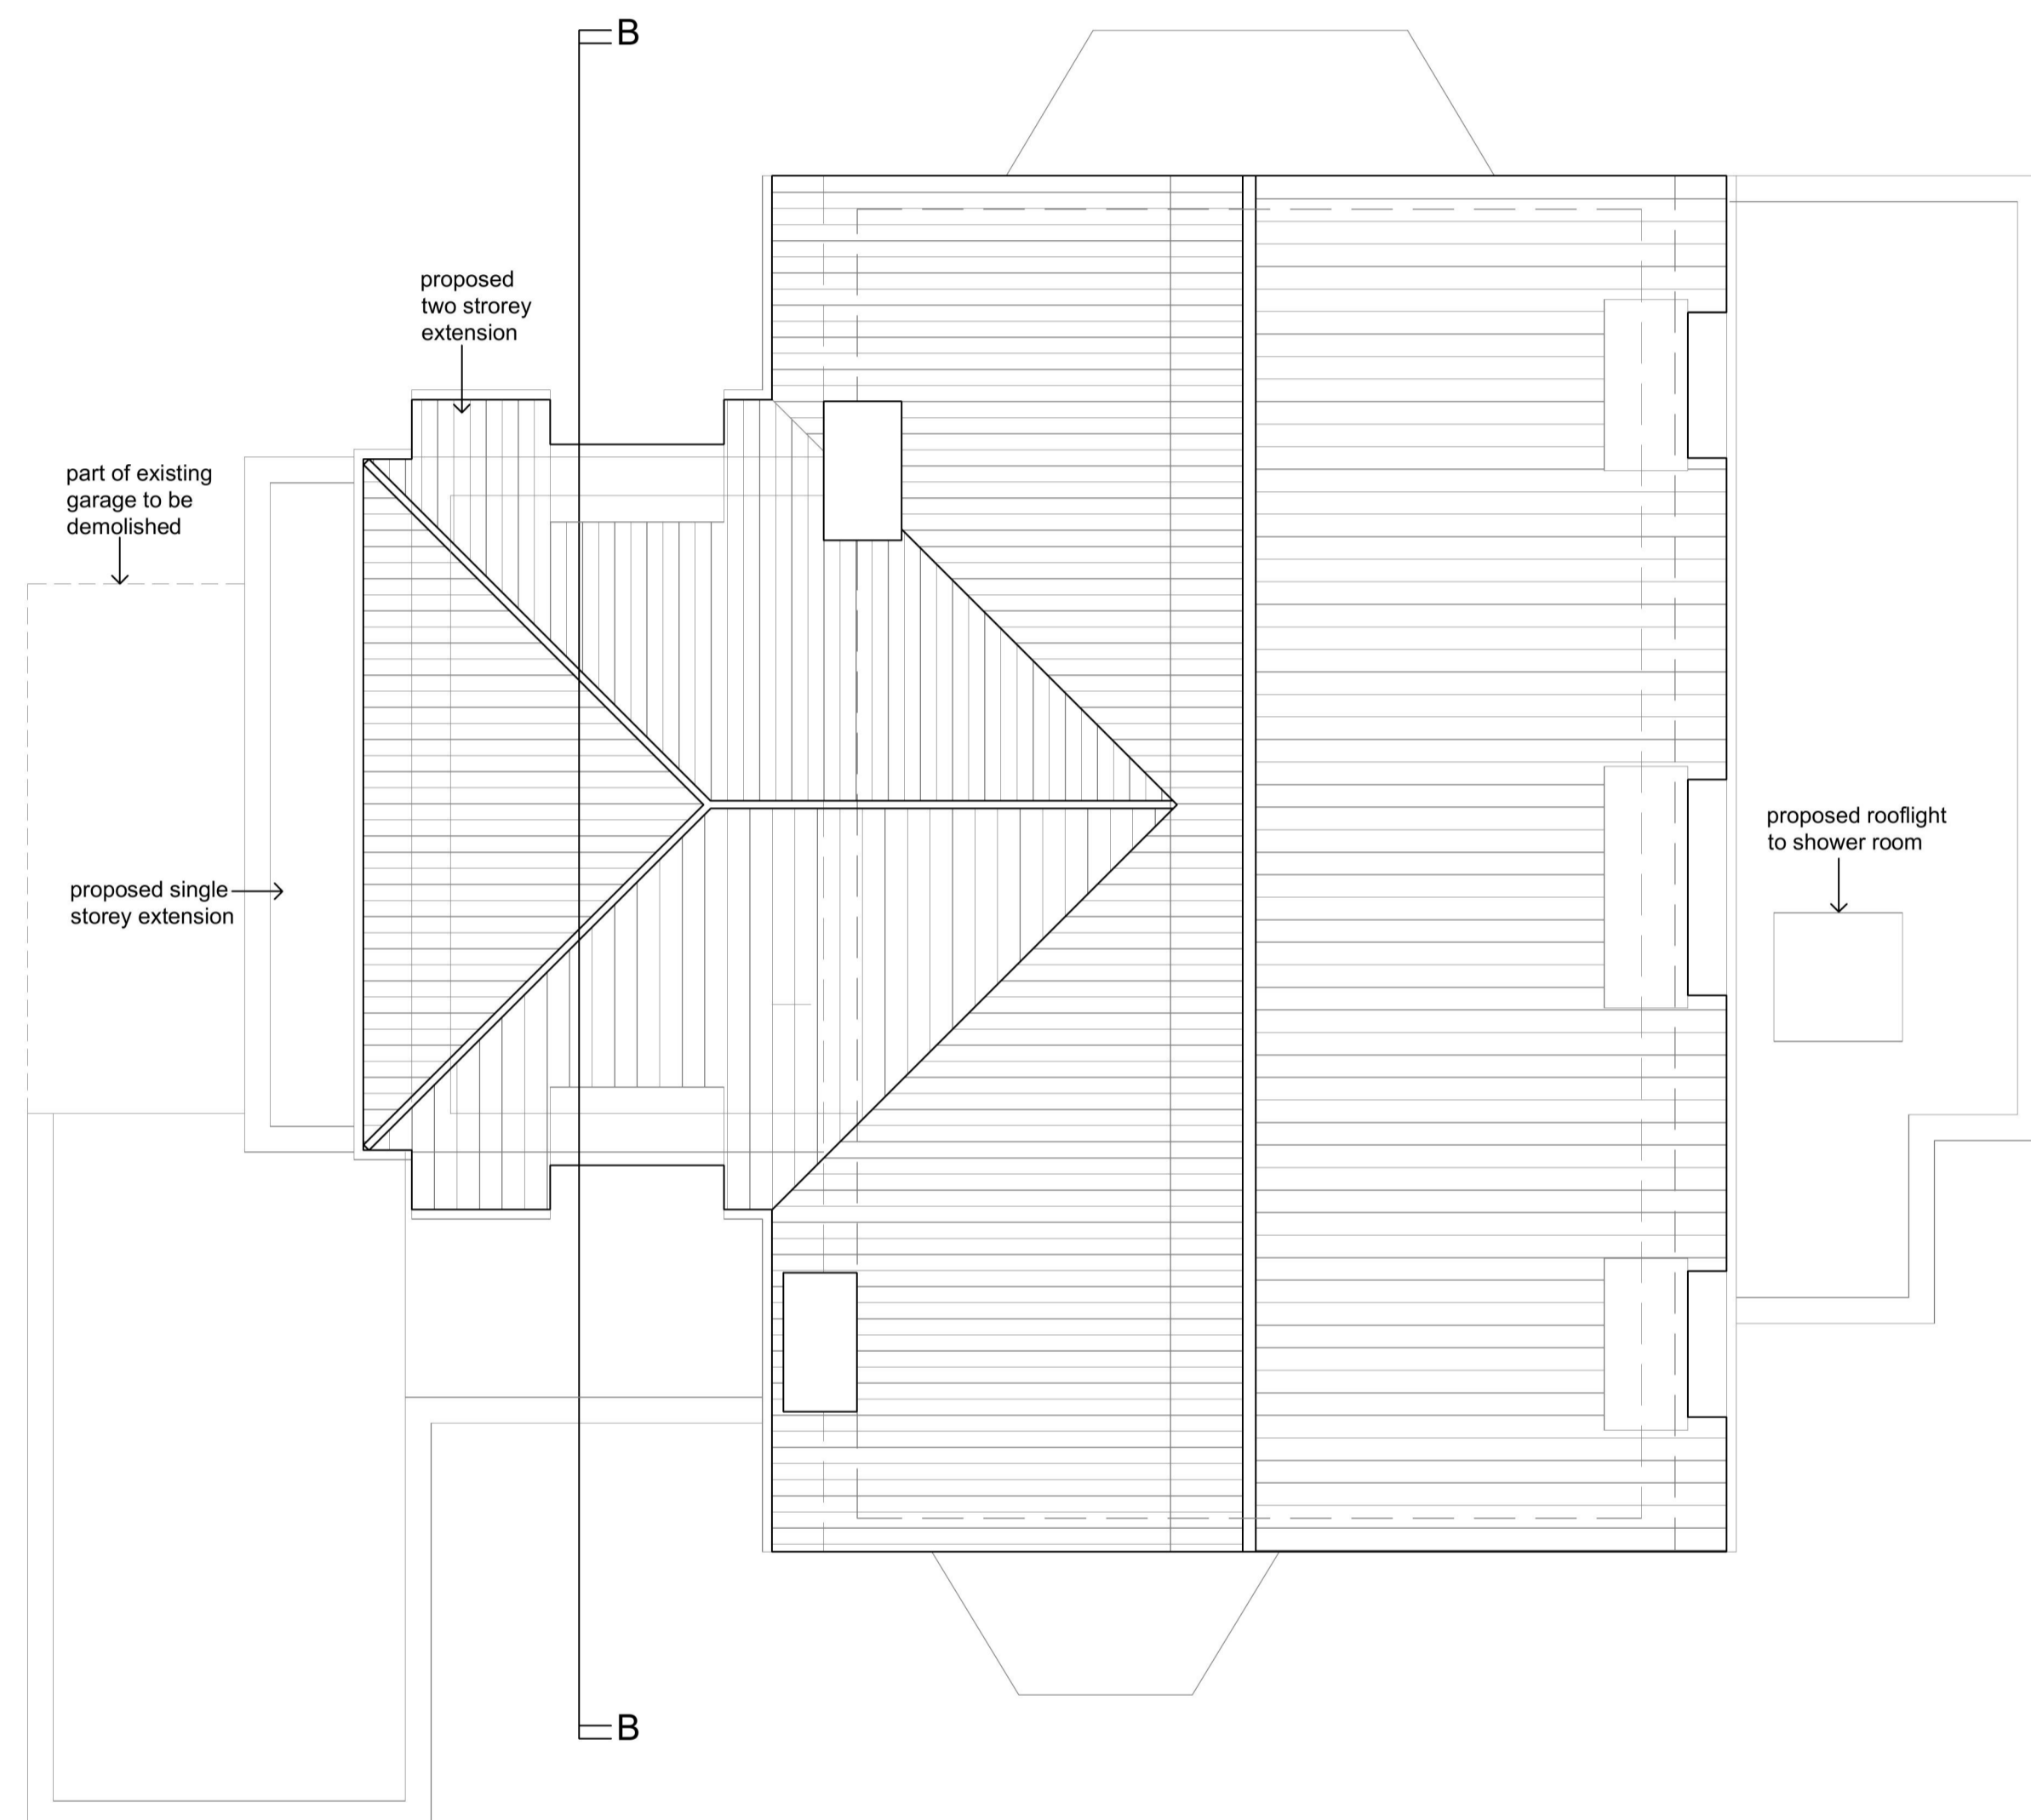 B
proposed
two strorey
extension
part of existing
garage to be
demolished
proposed rooflight
to shower room
proposed single
storey extension
B